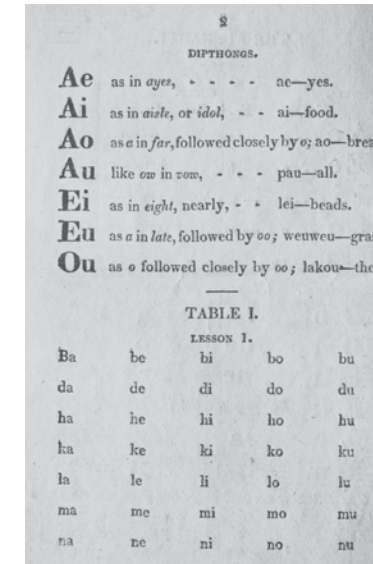 2
DIPTHONGS.
Ae as in ayes, - - - - ae—yes.
Ai as in aisle, or idol, - - ai—food.
Ao as a in far, followed closely by o; ao—brea
Au like ow in vow, - - - pau—all.
Ei as in eight, nearly, - - lei—beads.
Eu as a in late, followed by oo; weuweu—gra
Ou as o followed closely by oo; lakou—the
TABLE I.
LESSON 1.
Ba be bi bo bu
da de di do du
ha he hi ho hu
ka ke ki ko ku
la le li lo lu
ma me mi mo mu
na ne ni no nu